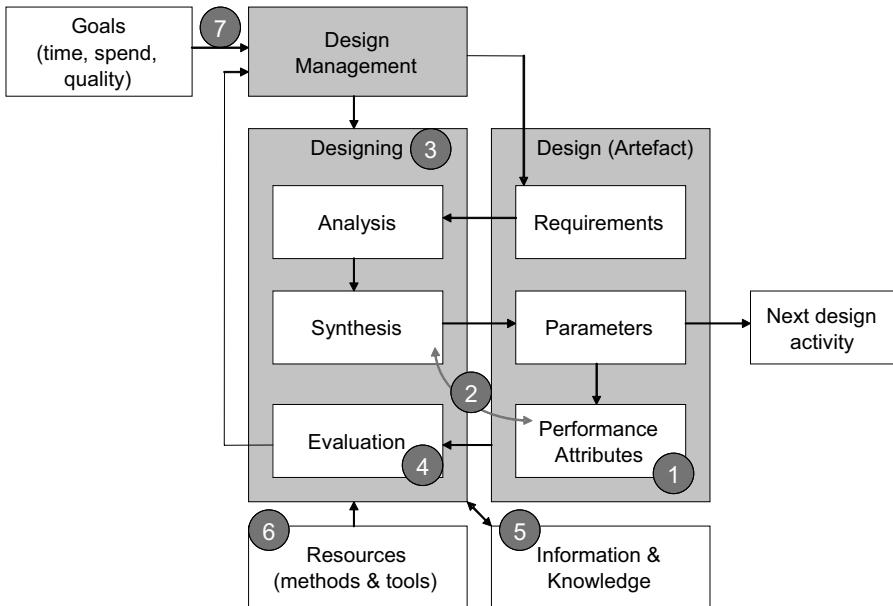 Goals
(time, spend,
quality)
7
Design
Management
Designing
3
Design (Artefact)
Analysis
Requirements
Synthesis
Parameters
Next design
activity
2
Evaluation
4
Performance
Attributes
1
6
Resources
(methods & tools)
5
Information &
Knowledge